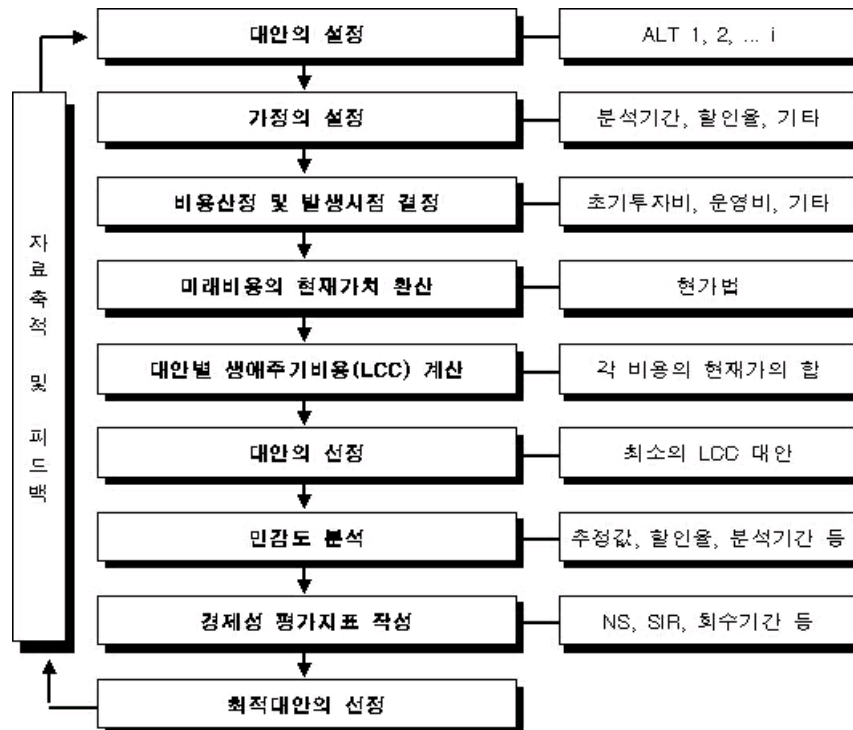 대안의 설정
ALT 1, 2, ... i
가정의 설정
분석기간, 할인율, 기타
비용산정 및 발생시점 결정
초기투자비, 운영비, 기타
미래비용의 현재가치 환산
현가법
대안별 생애주기비용(LCC) 계산
각 비용의 현재가의 합
대안의 선정
최소의 LCC 대안
민감도 분석
추정값, 할인율, 분석기간 등
경제성 평가지표 작성
NS, SIR, 회수기간 등
최적대안의 선정
자료축적 및 피드백